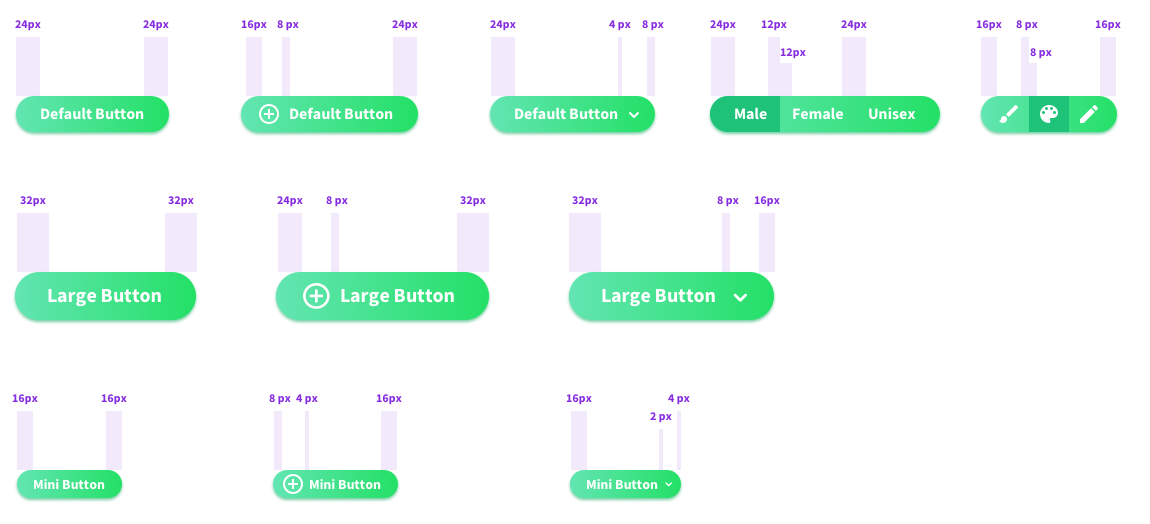 24px 24px 16px 8 px 24px 24px 4 px 8 px 24px 12px 24px 16px 8 px 16px
12px 8 px
Default Button Default Button Default Button Male Female Unisex
32px 32px 24px 8 px 32px 32px 8 px 16px
Large Button Large Button Large Button
16px 16px 8 px 4 px 16px 16px 4 px
2 px
Mini Button Mini Button Mini Button